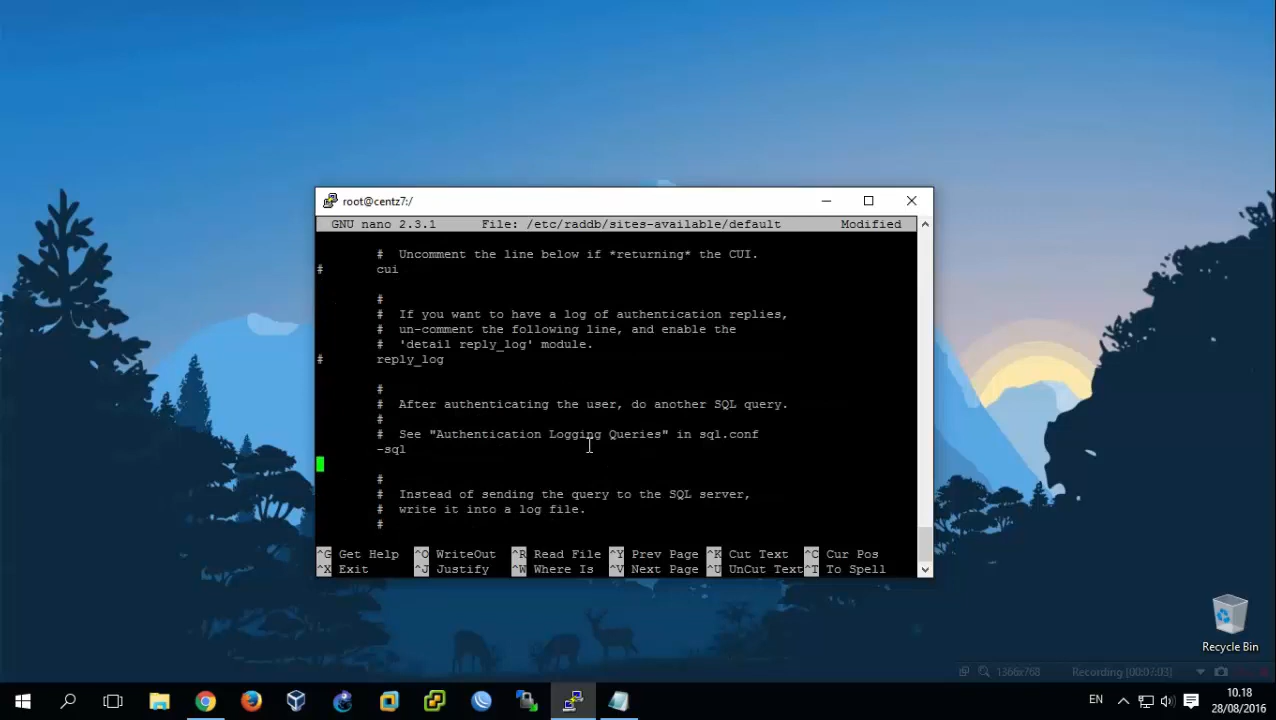 root@centz7:/
GNU nano 2.3.1 File: /etc/raddb/sites-available/default Modified
# Uncomment the line below if *returning* the CUI.
# cui
#
# If you want to have a log of authentication replies,
# un-comment the following line, and enable the
# 'detail reply_log' module.
# reply_log
#
# After authenticating the user, do another SQL query.
#
# See "Authentication Logging Queries" in sql.conf
-sql
#
# Instead of sending the query to the SQL server,
# write it into a log file.
#
^G Get Help ^O WriteOut ^R Read File ^Y Prev Page ^K Cut Text ^C Cur Pos
^X Exit ^J Justify ^W Where Is ^V Next Page ^U UnCut Text ^T To Spell
Recycle Bin
1366x768 Recording [00:07:03]
EN 10.18
28/08/2016